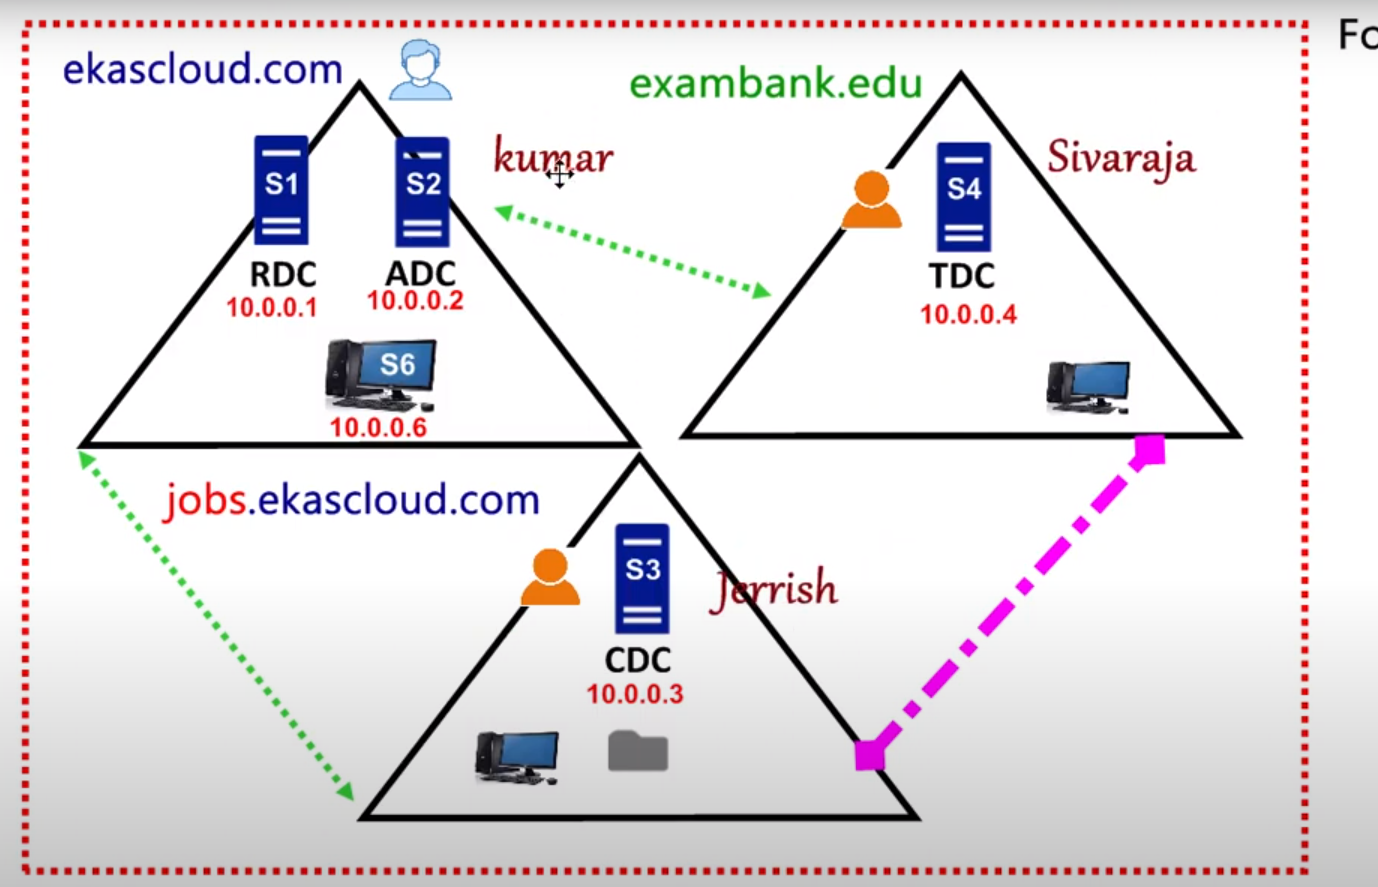 Fo
ekascloud.com
exambank.edu
kumar
Sivaraja
S1
S2
S4
RDC
ADC
TDC
10.0.0.1
10.0.0.2
10.0.0.4
S6
10.0.0.6
jobs.ekascloud.com
S3
Jerrish
CDC
10.0.0.3